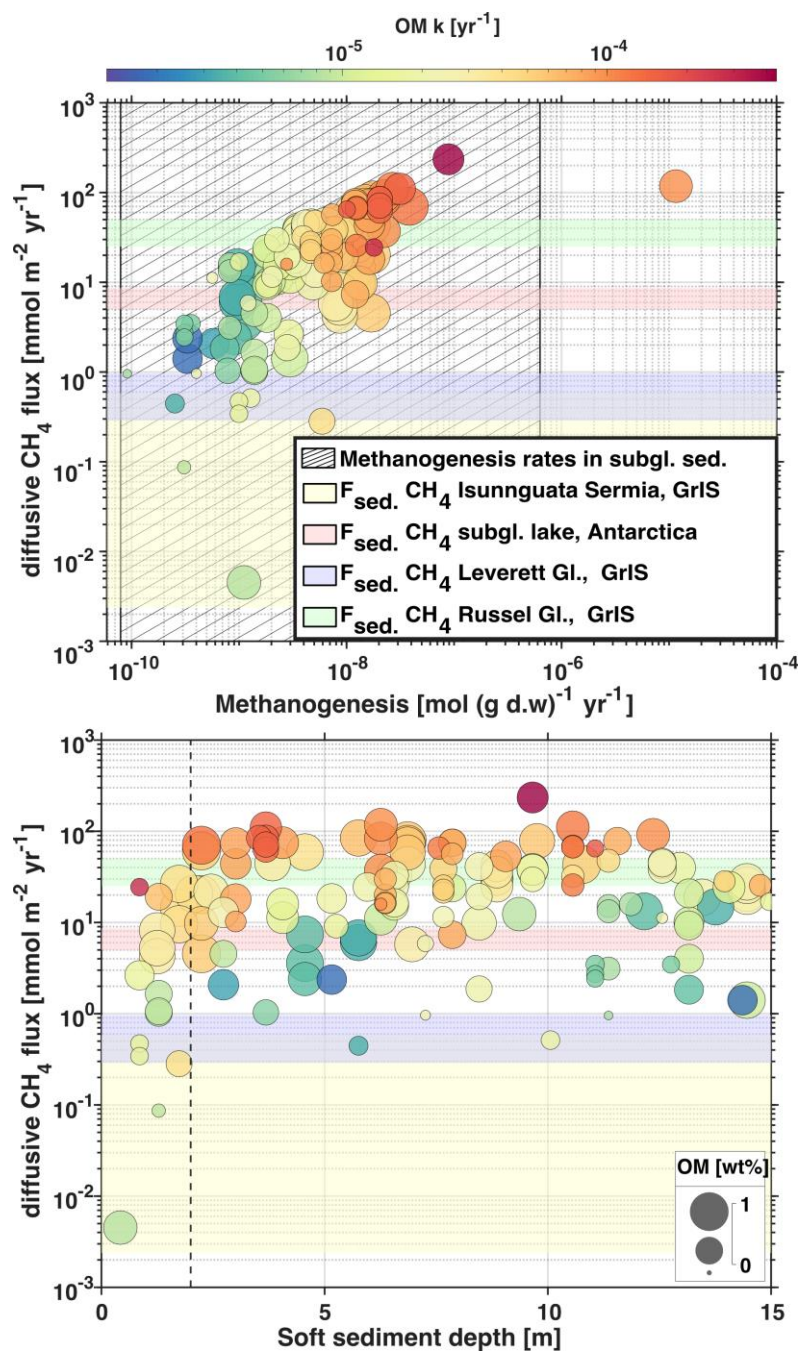 OM k [yr⁻¹]
10⁻⁵ 10⁻⁴
10³
10²
10¹
10⁰
10⁻¹
10⁻²
10⁻³
diffusive CH₄ flux [mmol m⁻² yr⁻¹]
Methanogenesis rates in subgl. sed.
F_sed. CH₄ Isunnguata Sermia, GrIS
F_sed. CH₄ subgl. lake, Antarctica
F_sed. CH₄ Leverett Gl., GrIS
F_sed. CH₄ Russel Gl., GrIS
10⁻¹⁰ 10⁻⁸ 10⁻⁶ 10⁻⁴
Methanogenesis [mol (g d.w)⁻¹ yr⁻¹]
10³
10²
10¹
10⁰
10⁻¹
10⁻²
10⁻³
diffusive CH₄ flux [mmol m⁻² yr⁻¹]
OM [wt%]
1
0
0 5 10 15
Soft sediment depth [m]